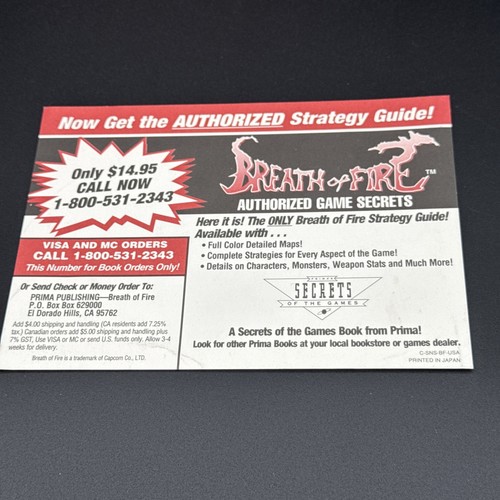 Now Get the AUTHORIZED Strategy Guide!
Only $14.95
CALL NOW
1-800-531-2343
BREATH OF FIRE™
AUTHORIZED GAME SECRETS
VISA AND MC ORDERS
CALL 1-800-531-2343
This Number for Book Orders Only!
Or Send Check or Money Order To:
PRIMA PUBLISHING—Breath of Fire
P.O. Box Box 629000
El Dorado Hills, CA 95762
Add $4.00 shipping and handling (CA residents add 7.25%
tax.) Canadian orders add $5.00 shipping and handling plus
7% GST, Use VISA or MC or send U.S. funds only. Allow 3-4
weeks for delivery.
Breath of Fire is a trademark of Capcom Co., LTD.
Here it is! The ONLY Breath of Fire Strategy Guide!
Available with . . .
• Full Color Detailed Maps!
• Complete Strategies for Every Aspect of the Game!
• Details on Characters, Monsters, Weapon Stats and Much More!
SECRETS
OF THE GAMES
A Secrets of the Games Book from Prima!
Look for other Prima Books at your local bookstore or games dealer.
C-SNS-BF-USA
PRINTED IN JAPAN